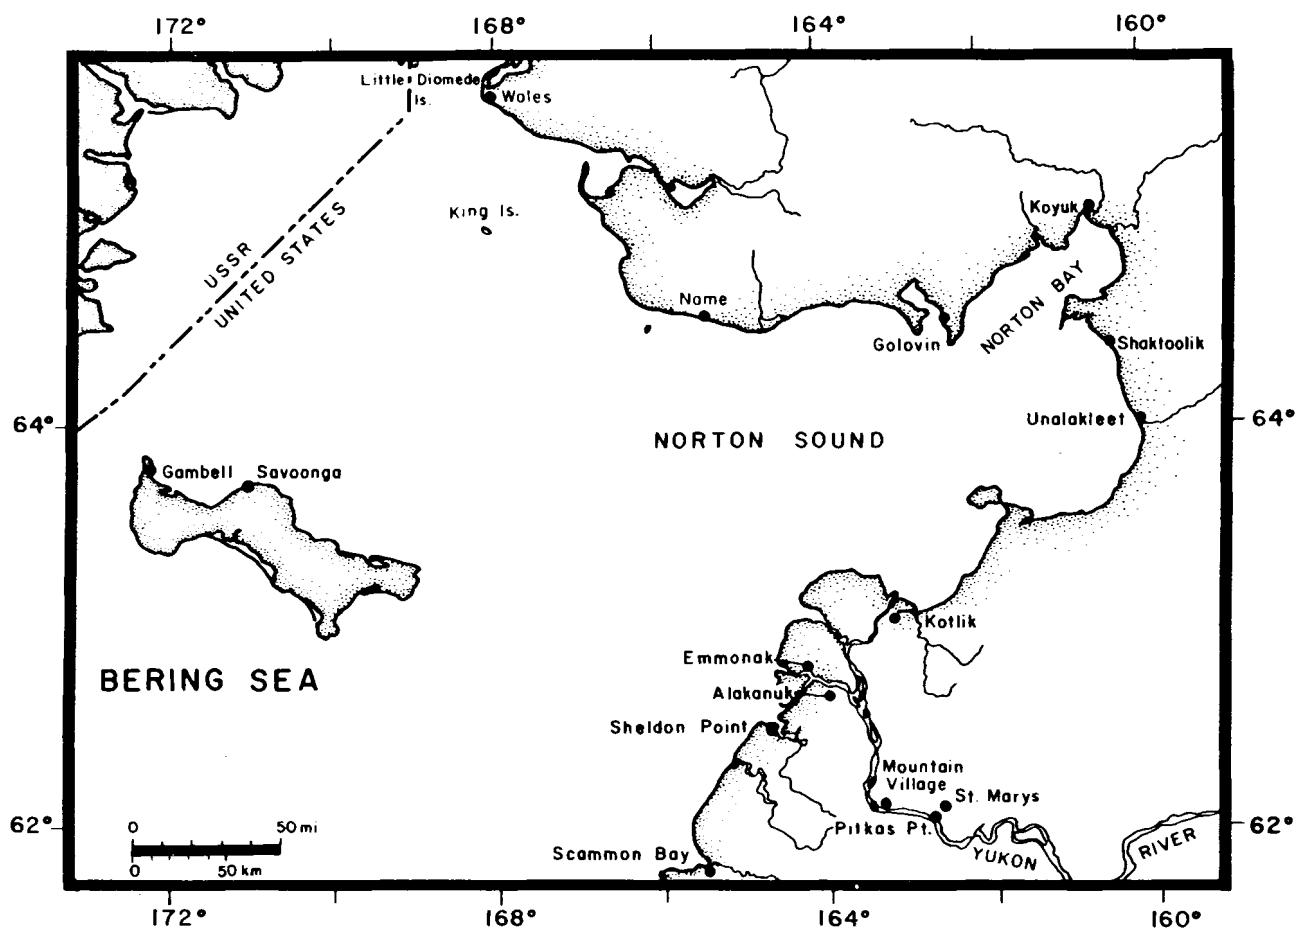 172° 168° 164° 160°
Little Diomede
Is.
Wales
King Is.
Koyuk
USSR
UNITED STATES
Nome
NORTON BAY
Golovin
Shaktoolik
64° 64°
Unalakleet
NORTON SOUND
Gambell Savoonga
Kotlik
Emmonak
BERING SEA
Alakanuk
Sheldon Point
Mountain
Village
St. Marys
Pitkas Pt.
62° 62°
0 50 mi
0 50 km
YUKON RIVER
Scammon Bay
172° 168° 164° 160°